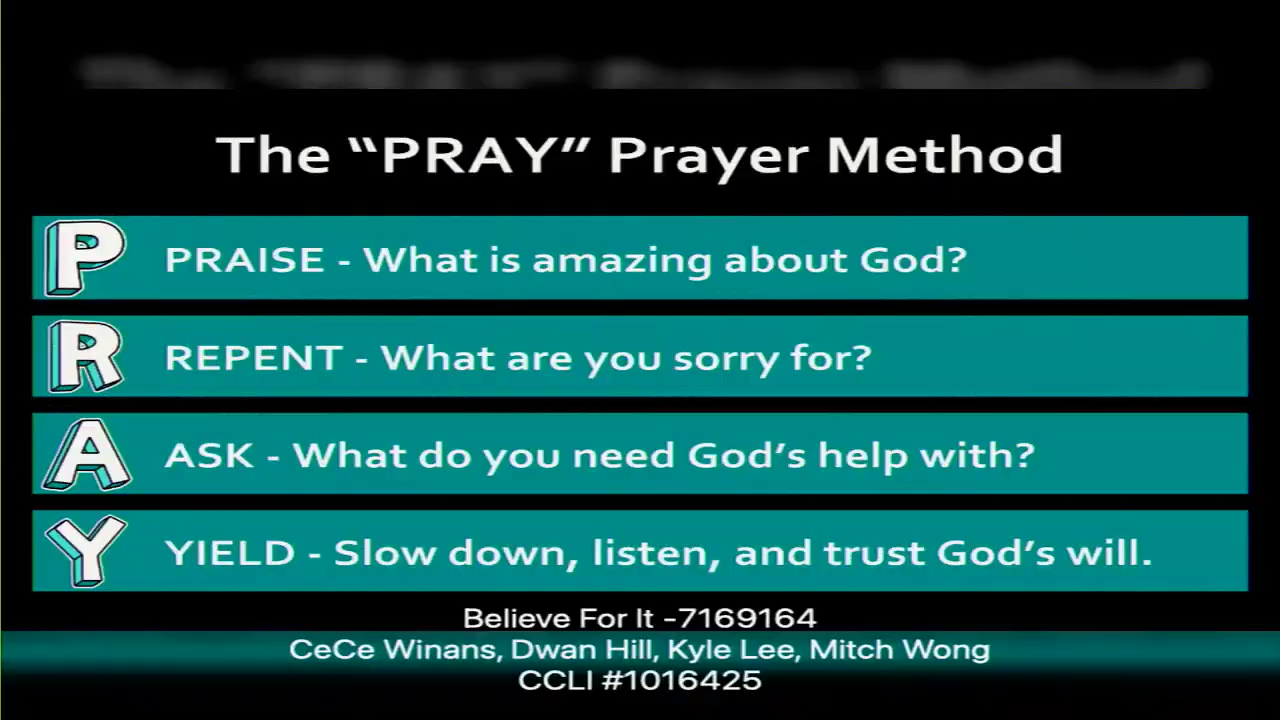 The “PRAY” Prayer Method
P PRAISE - What is amazing about God?
R REPENT - What are you sorry for?
A ASK - What do you need God’s help with?
Y YIELD - Slow down, listen, and trust God’s will.
Believe For It -7169164
CeCe Winans, Dwan Hill, Kyle Lee, Mitch Wong
CCLI #1016425